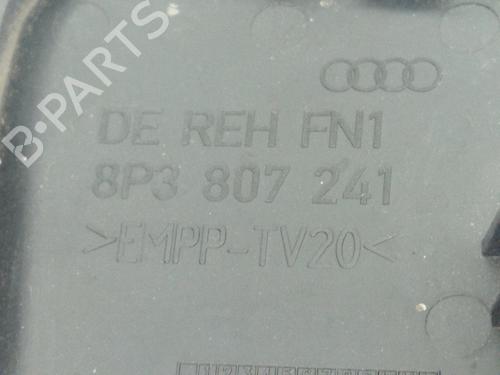 B-PARTS
DE REH FN1
8P3 807 241
>EMPP-TV20<